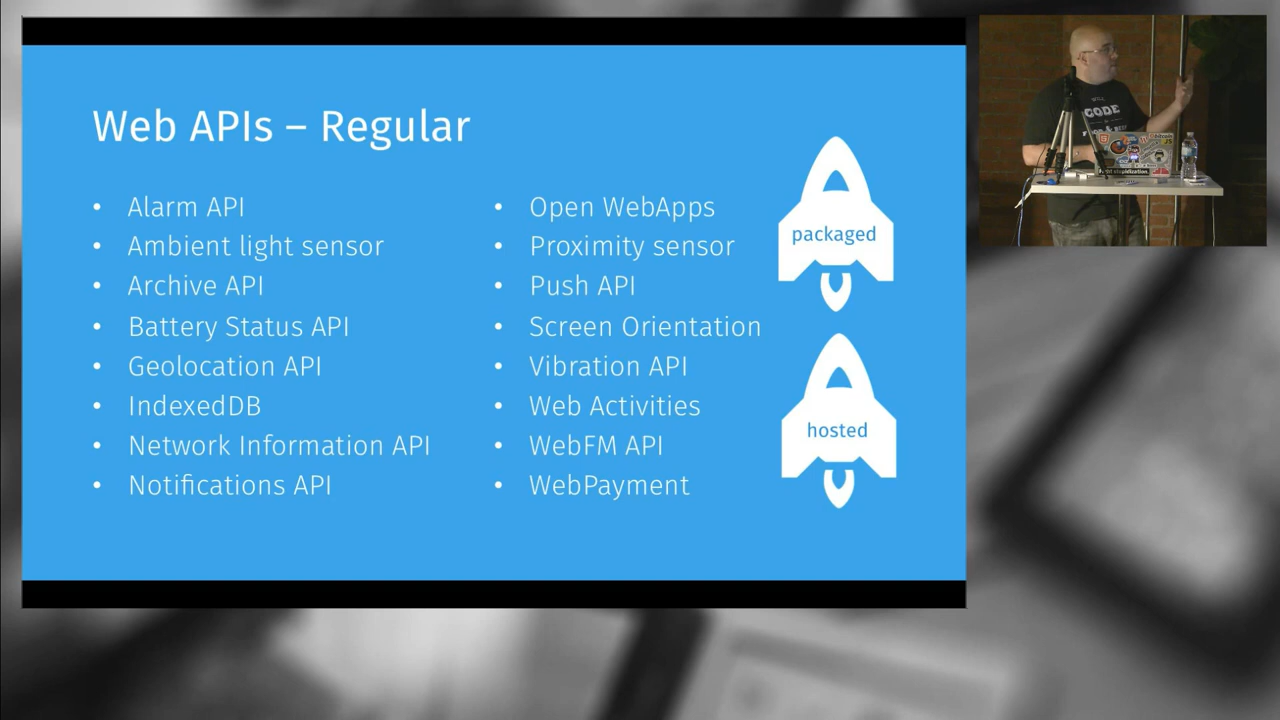 Web APIs – Regular
• Alarm API
• Ambient light sensor
• Archive API
• Battery Status API
• Geolocation API
• IndexedDB
• Network Information API
• Notifications API
• Open WebApps
• Proximity sensor
• Push API
• Screen Orientation
• Vibration API
• Web Activities
• WebFM API
• WebPayment
packaged
hosted
CODE
JS